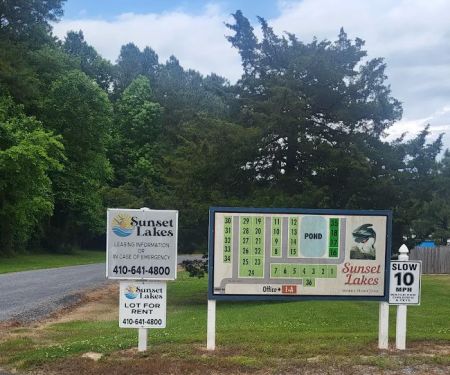 Sunset
Lakes
LEASING INFORMATION
OR
IN CASE OF EMERGENCY
410-641-4800
Sunset
Lakes
LOT FOR
RENT
410-641-4800
30 29 19 11 12
31 28 20 10 13
32 27 21 9 14
33 26 22 8 15
34 25 23
24
POND
35
18
17
16
7 6 5 4 3 2 1
36
Office
Sunset
Lakes
SLOW
10
MPH